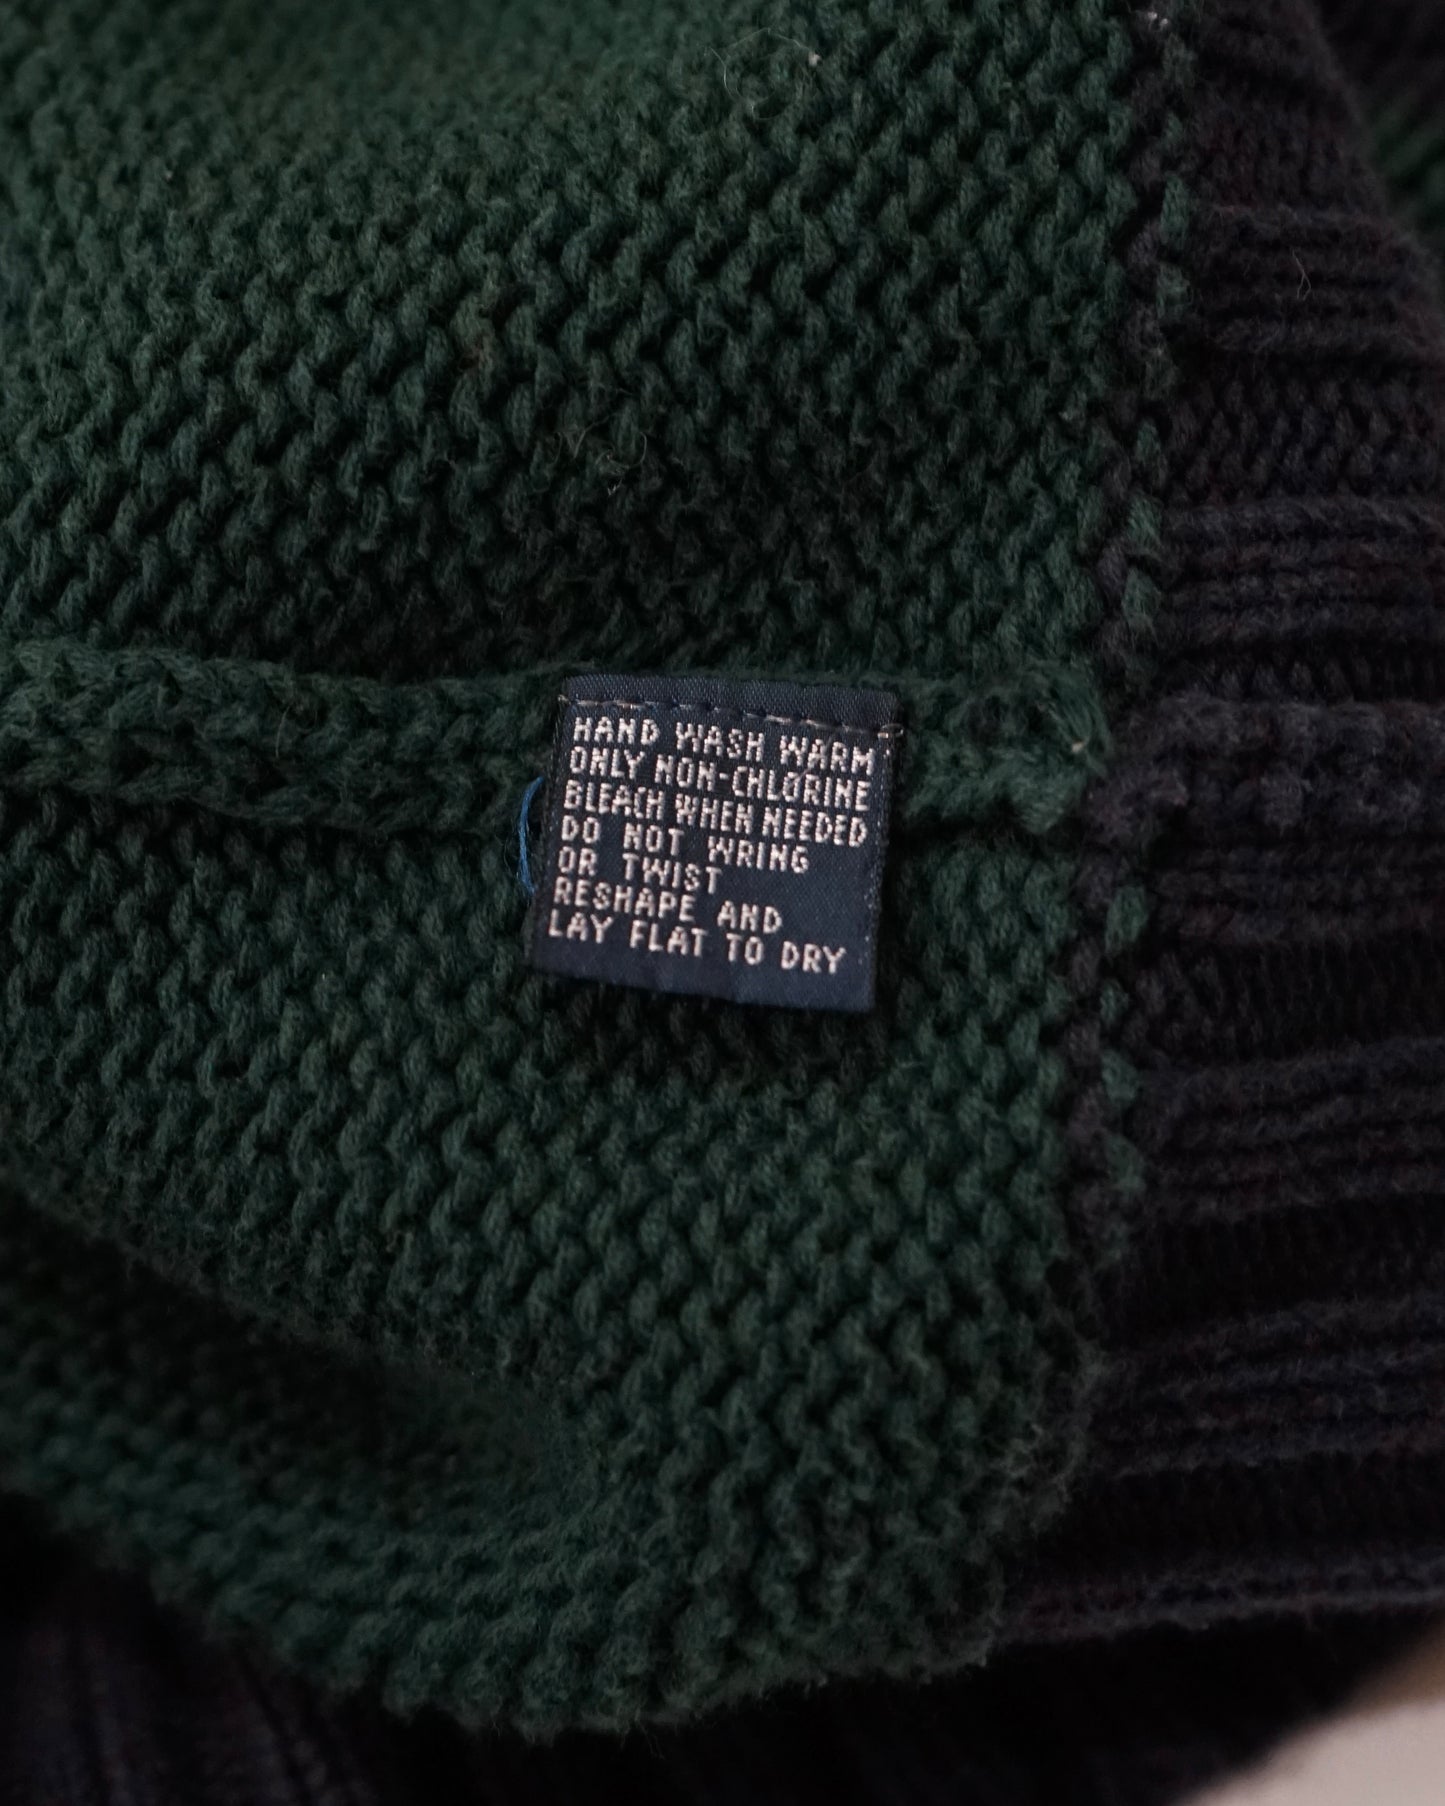 HAND WASH WARM
ONLY NON-CHLORINE
BLEACH WHEN NEEDED
DO NOT WRING
OR TWIST
RESHAPE AND
LAY FLAT TO DRY